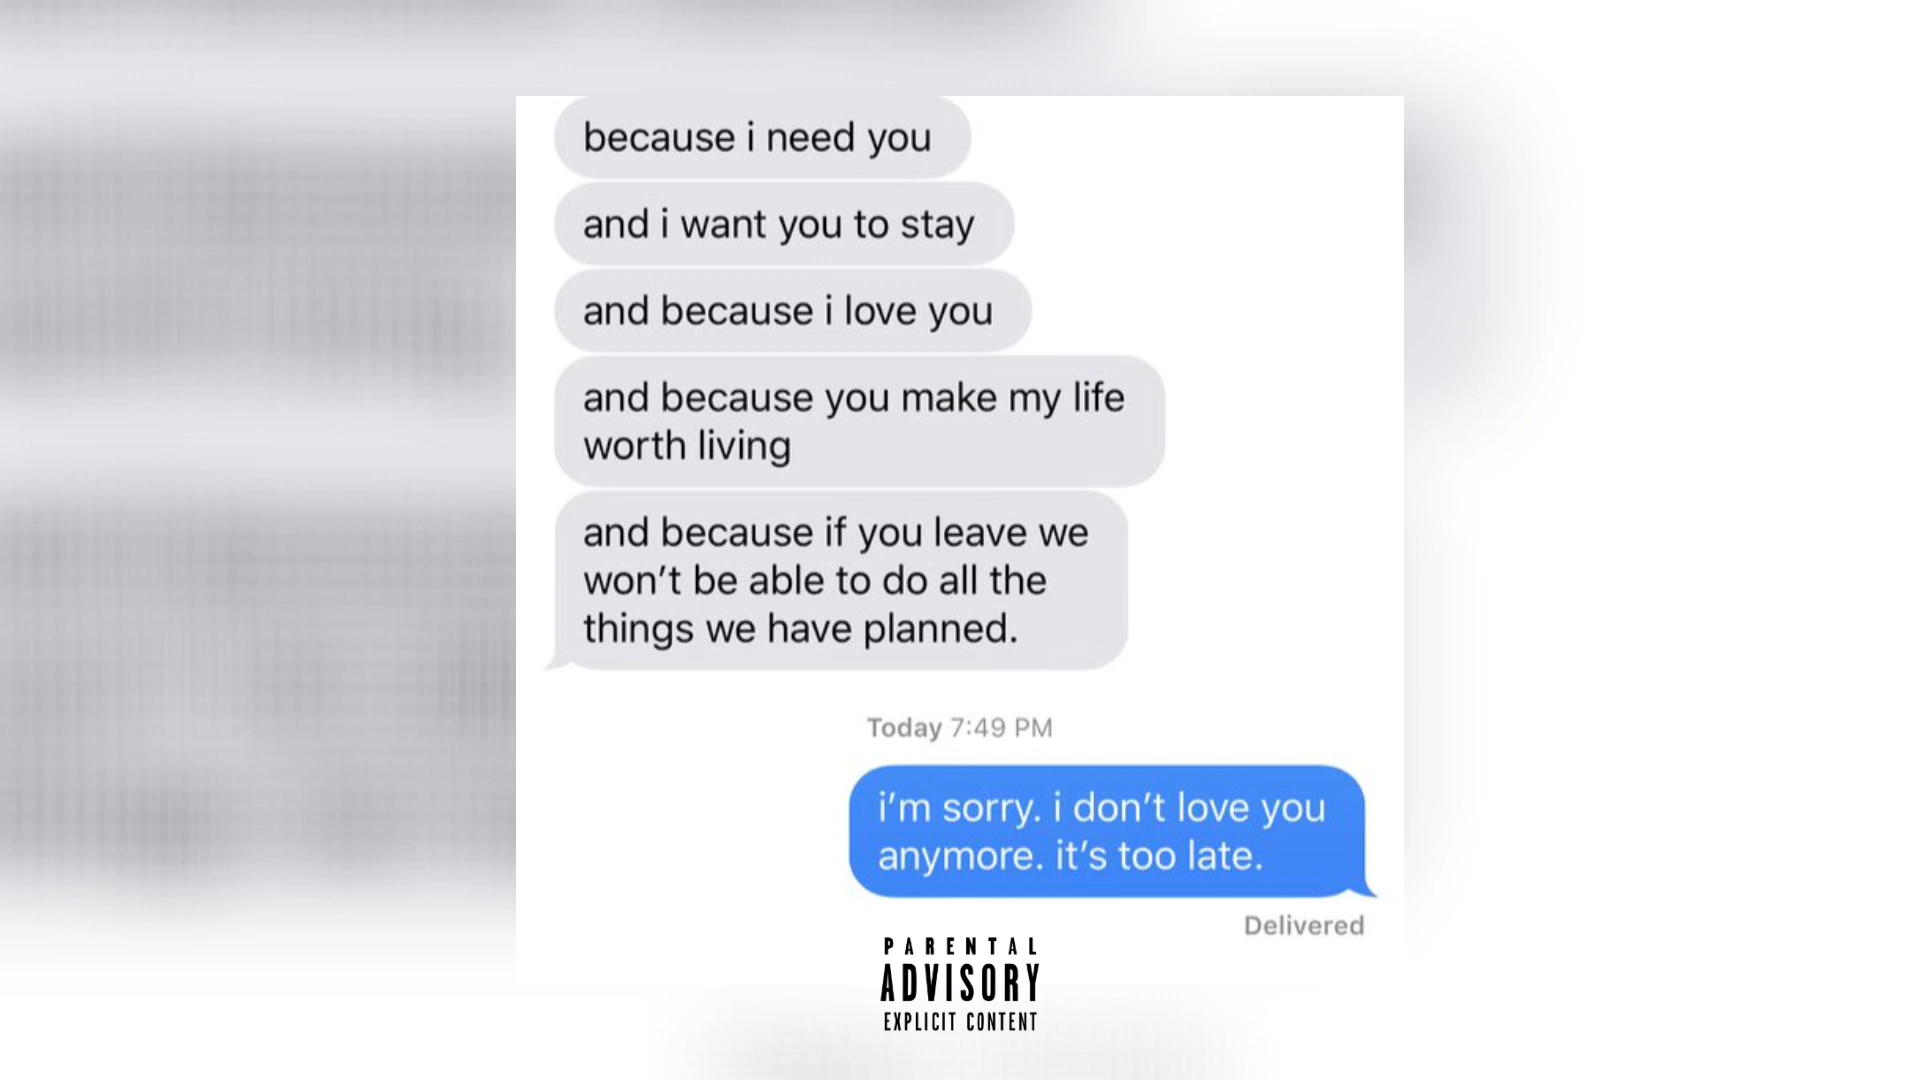 because i need you
and i want you to stay
and because i love you
and because you make my life
worth living
and because if you leave we
won’t be able to do all the
things we have planned.
Today 7:49 PM
i’m sorry. i don’t love you
anymore. it’s too late.
Delivered
PARENTAL
ADVISORY
EXPLICIT CONTENT